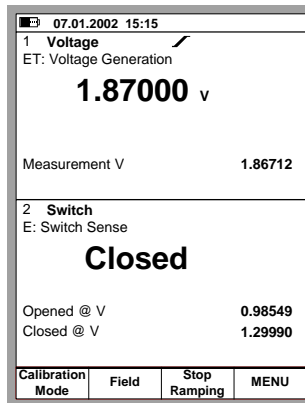 07.01.2002 15:15
1 Voltage
ET: Voltage Generation
1.87000 V
Measurement V 1.86712
2 Switch
E: Switch Sense
Closed
Opened @ V 0.98549
Closed @ V 1.29990
Calibration Mode
Field
Stop Ramping
MENU